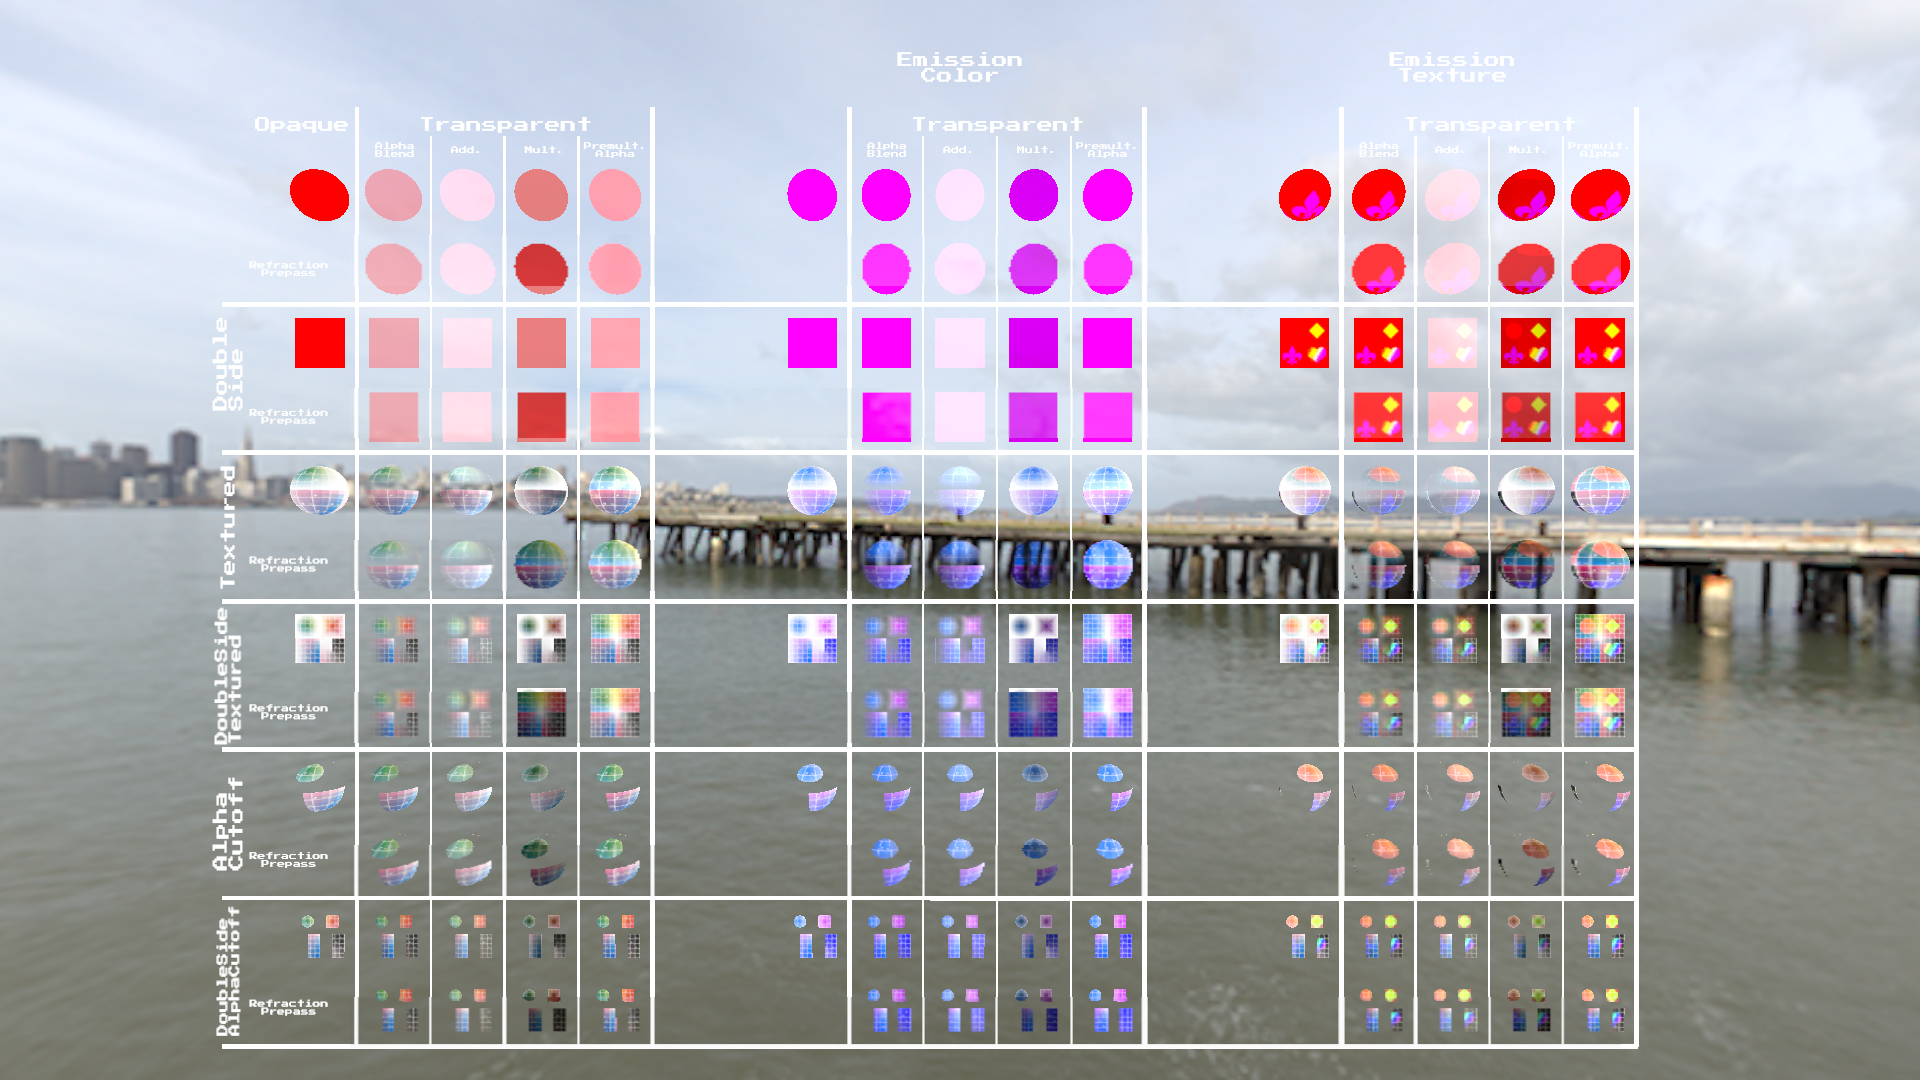 Emission
Color
Emission
Texture
Opaque
Transparent
Transparent
Transparent
Alpha
Blend
Add.
Mult.
Premult.
Alpha
Alpha
Blend
Add.
Mult.
Premult.
Alpha
Alpha
Blend
Add.
Mult.
Premult.
Alpha
Refraction
Prepass
Double
Side
Refraction
Prepass
Textured
Refraction
Prepass
DoubleSide
Textured
Refraction
Prepass
Alpha
Cutoff
Refraction
Prepass
DoubleSide
AlphaCutoff
Refraction
Prepass